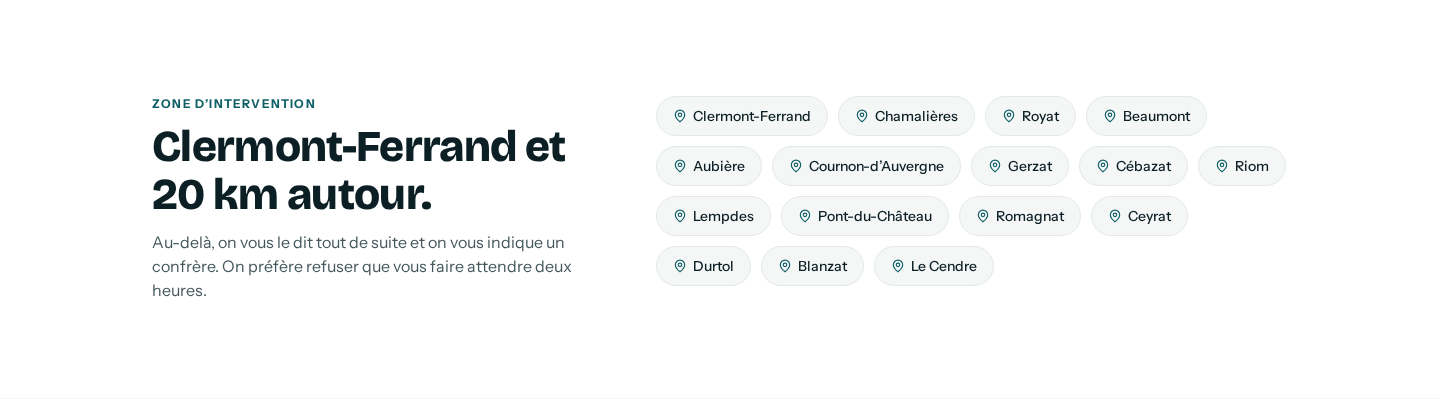 ZONE D’INTERVENTION
Clermont-Ferrand et
20 km autour.
Au-delà, on vous le dit tout de suite et on vous indique un
confrère. On préfère refuser que vous faire attendre deux
heures.
Clermont-Ferrand Chamalières Royat Beaumont
Aubière Cournon-d’Auvergne Gerzat Cébazat Riom
Lempdes Pont-du-Château Romagnat Ceyrat
Durtol Blanzat Le Cendre